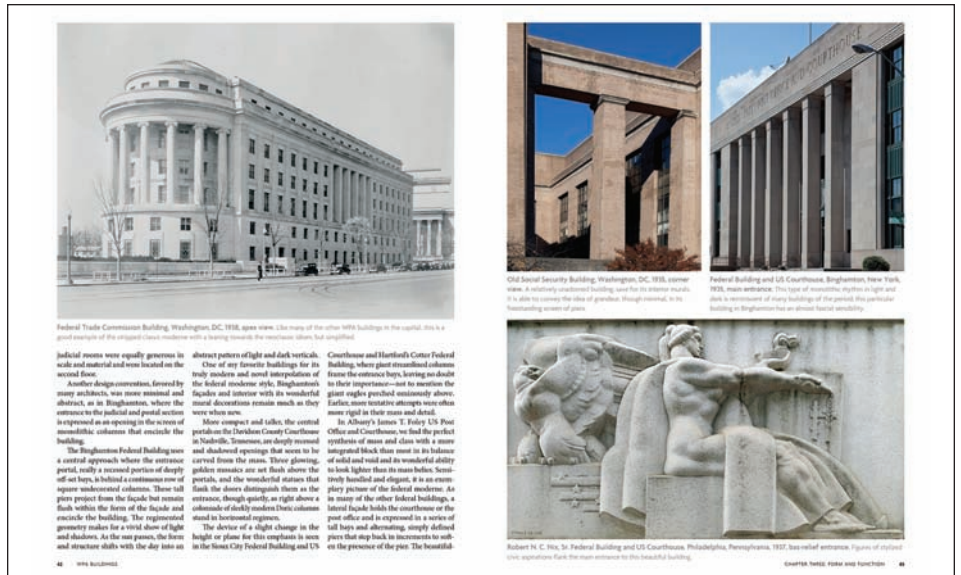 Federal Trade Commission Building, Washington, DC, 1938, apex view. Like many of the other WPA buildings in the capital, this is a
good example of the stripped classic moderne with a leaning towards the neoclassic idiom, but simplified.
judicial rooms were equally generous in
scale and material and were located on the
second floor.
Another design convention, favored by
many architects, was more minimal and
abstract, as in Binghamton, where the
entrance to the judicial and postal section
is expressed as an opening in the screen of
monolithic columns that encircle the
building.
The Binghamton Federal Building uses
a central approach where the entrance
portal, really a recessed portico of deeply
off-set bays, is behind a continuous row of
square undecorated columns. These tall
piers project from the façade but remain
flush within the form of the façade and
encircle the building. The regimented
geometry makes for a vivid show of light
and shadows. As the sun passes, the form
and structure shifts with the day into an
abstract pattern of light and dark verticals.
One of my favorite buildings for its
truly modern and novel interpolation of
the federal moderne style, Binghamton's
façades and interior with its wonderful
mural decorations remain much as they
were when new.
More compact and taller, the central
portals on the Davidson County Courthouse
in Nashville, Tennessee, are deeply recessed
and shadowed openings that seem to be
carved from the mass. Three glowing,
golden mosaics are set flush above the
portals, and the wonderful statues that
flank the doors distinguish them as the
entrance, though quietly, as right above a
colonnade of sleekly modern Doric columns
stand in horizontal regimen.
The device of a slight change in the
height or plane for this emphasis is seen
in the Sioux City Federal Building and US
Courthouse and Hartford's Cotter Federal
Building, where giant streamlined columns
frame the entrance bays, leaving no doubt
to their importance—not to mention the
giant eagles perched ominously above.
Earlier, more tentative attempts were often
more rigid in their mass and detail.
In Albany's James T. Foley US Post
Office and Courthouse, we find the perfect
synthesis of mass and class with a more
integrated block than most in its balance
of solid and void and its wonderful ability
to look lighter than its mass belies. Sensi-
tively handled and elegant, it is an exem-
plary picture of the federal moderne. As
in many of the other federal buildings, a
lateral façade holds the courthouse or the
post office and is expressed in a series of
tall bays and alternating, simply defined
piers that step back in increments to soft-
en the presence of the pier. The beautiful-
42 WPA BUILDINGS
Old Social Security Building, Washington, DC, 1938, corner
view. A relatively unadorned building, save for its interior murals,
it is able to convey the idea of grandeur, though minimal, in its
freestanding screen of piers
COURTHOUSE
Federal Building and US Courthouse, Binghamton, New York,
1935, main entrance. This type of monolithic rhythm in light and
dark is reminiscent of many buildings of the period; this particular
building in Binghamton has an almost fascist sensibility.
Robert N. C. Nix, Sr. Federal Building and US Courthouse, Philadelphia, Pennsylvania, 1937, bas-relief entrance. Figures of stylized
civic aspirations flank the main entrance to this beautiful building.
CHAPTER THREE: FORM AND FUNCTION